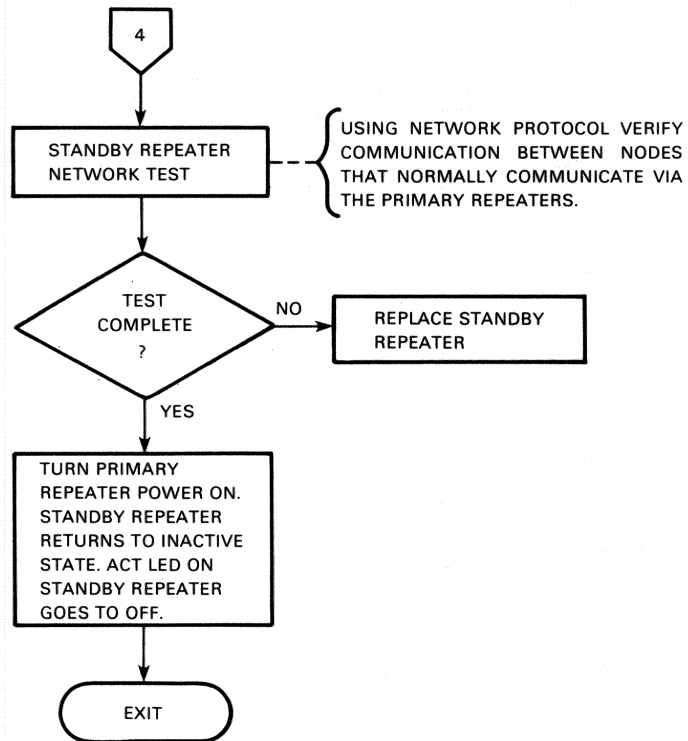 4
STANDBY REPEATER
NETWORK TEST
USING NETWORK PROTOCOL VERIFY
COMMUNICATION BETWEEN NODES
THAT NORMALLY COMMUNICATE VIA
THE PRIMARY REPEATERS.
TEST
COMPLETE
?
NO
REPLACE STANDBY
REPEATER
YES
TURN PRIMARY
REPEATER POWER ON.
STANDBY REPEATER
RETURNS TO INACTIVE
STATE. ACT LED ON
STANDBY REPEATER
GOES TO OFF.
EXIT